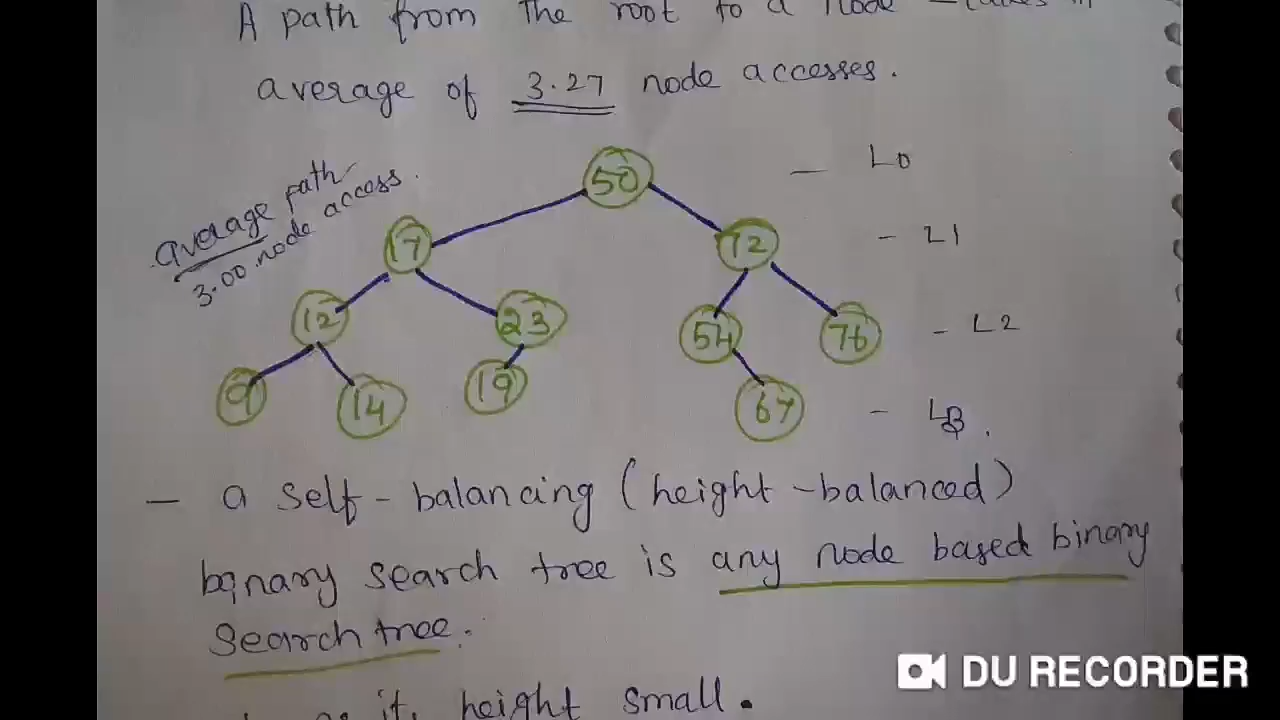 A path from the root to a node takes
average of 3.27 node accesses.
average path
3.00 node access.
50
- L0
17
72
- L1
12
23
54
76
- L2
9
14
19
67
- L3.
- a self-balancing (height-balanced)
binary search tree is any node based binary
search tree.
its height small.
DU RECORDER